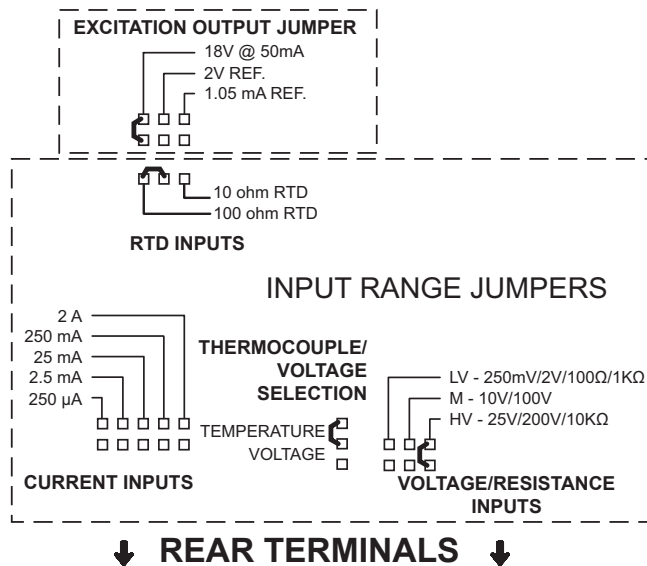 EXCITATION OUTPUT JUMPER
18V @ 50mA
2V REF.
1.05 mA REF.
10 ohm RTD
100 ohm RTD
RTD INPUTS
INPUT RANGE JUMPERS
2 A
250 mA
25 mA
2.5 mA
250 µA
CURRENT INPUTS
THERMOCOUPLE/
VOLTAGE
SELECTION
TEMPERATURE
VOLTAGE
LV - 250mV/2V/100Ω/1KΩ
M - 10V/100V
HV - 25V/200V/10KΩ
VOLTAGE/RESISTANCE
INPUTS
REAR TERMINALS